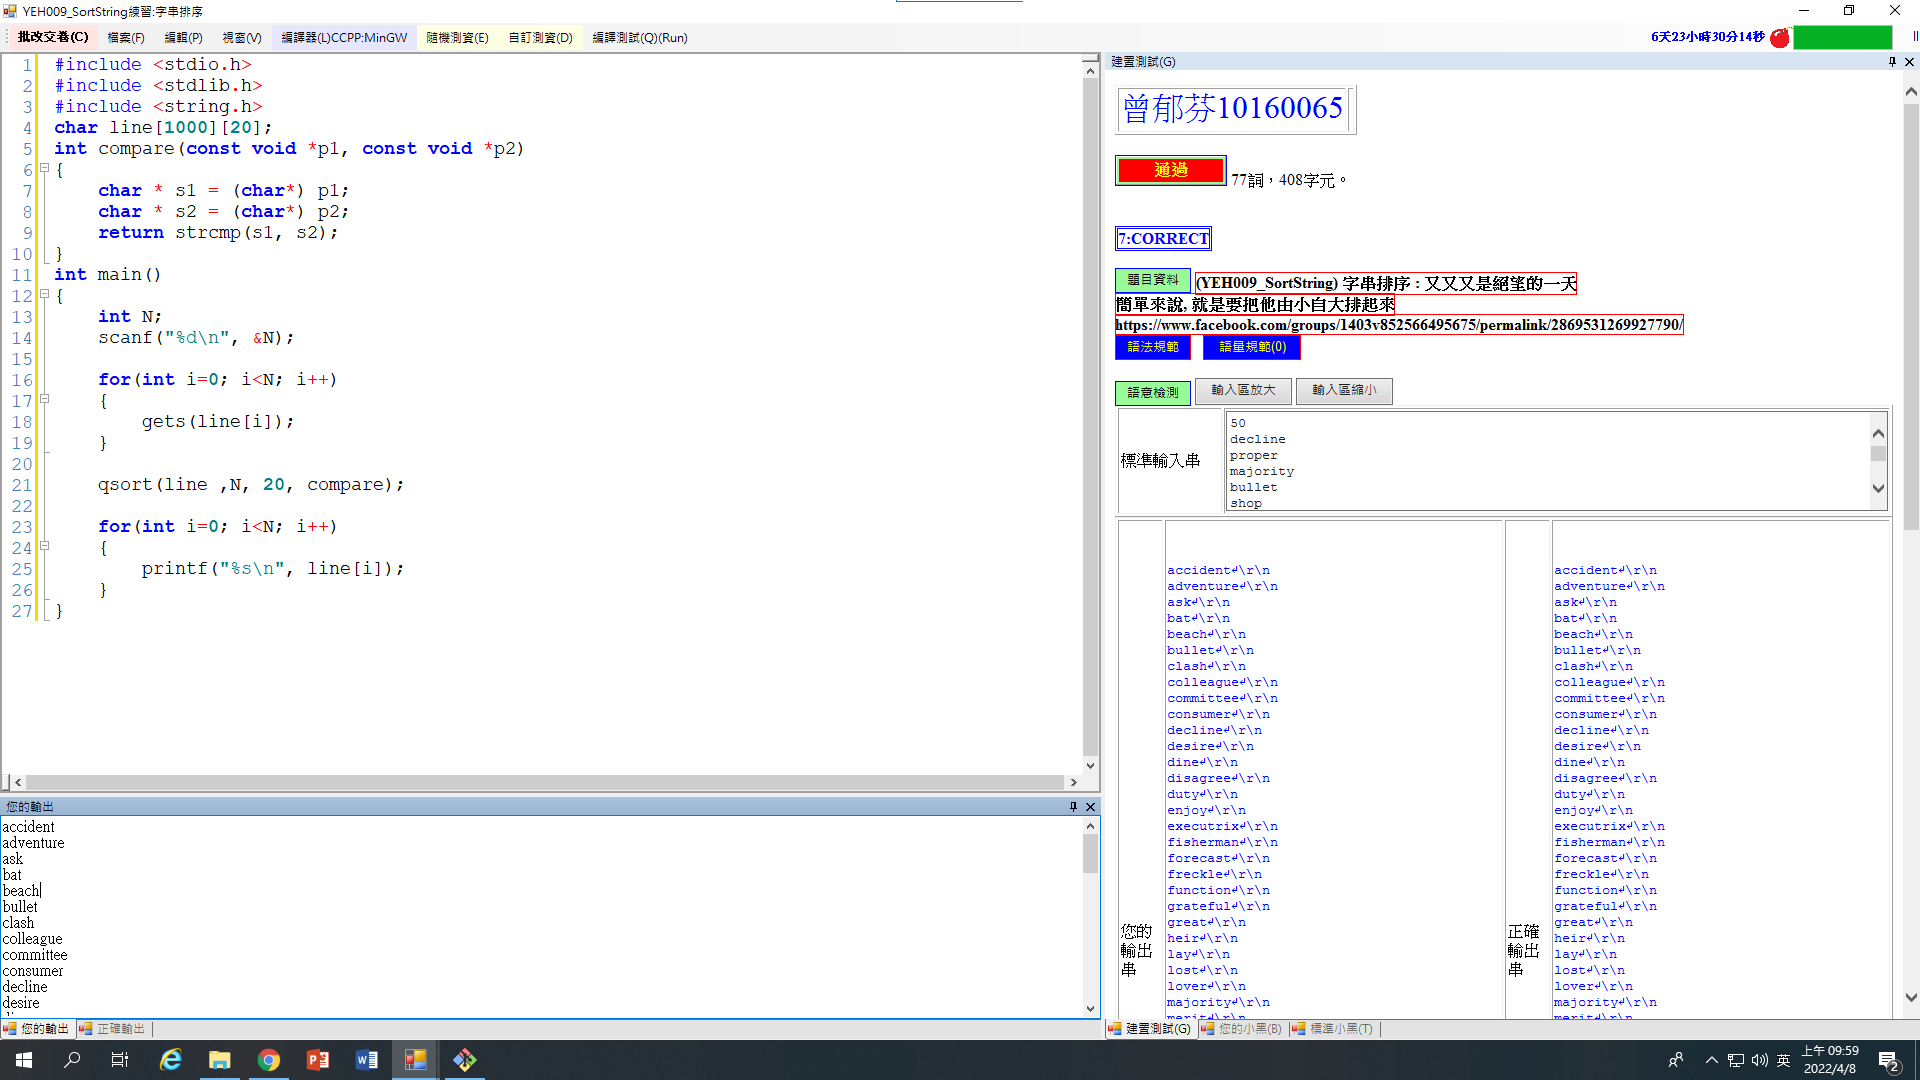 YEH009_SortString練習:字串排序
批改交卷(C) 檔案(F) 編輯(P) 視窗(V) 編譯器(L)CCPP:MinGW 隨機測資(E) 自訂測資(D) 編譯測試(Q)(Run)
6天23小時30分14秒
1 #include <stdio.h>
2 #include <stdlib.h>
3 #include <string.h>
4 char line[1000][20];
5 int compare(const void *p1, const void *p2)
6 {
7 char * s1 = (char*) p1;
8 char * s2 = (char*) p2;
9 return strcmp(s1, s2);
10 }
11 int main()
12 {
13 int N;
14 scanf("%d\n", &N);
15
16 for(int i=0; i<N; i++)
17 {
18 gets(line[i]);
19 }
20
21 qsort(line ,N, 20, compare);
22
23 for(int i=0; i<N; i++)
24 {
25 printf("%s\n", line[i]);
26 }
27 }
您的輸出
accident
adventure
ask
bat
beach
bullet
clash
colleague
committee
consumer
decline
desire
您的輸出 正確輸出
建置測試(G)
曾郁芬10160065
通過 77詞，408字元。
7:CORRECT
題目資料 (YEH009_SortString) 字串排序 : 又又又是絕望的一天
簡單來說, 就是要把他由小自大排起來
https://www.facebook.com/groups/1403v852566495675/permalink/2869531269927790/
語法規範 語量規範(0)
語意檢測 輸入區放大 輸入區縮小
標準輸入串
50
decline
proper
majority
bullet
shop
您的輸出串
accident↵\r\n
adventure↵\r\n
ask↵\r\n
bat↵\r\n
beach↵\r\n
bullet↵\r\n
clash↵\r\n
colleague↵\r\n
committee↵\r\n
consumer↵\r\n
decline↵\r\n
desire↵\r\n
dine↵\r\n
disagree↵\r\n
duty↵\r\n
enjoy↵\r\n
executrix↵\r\n
fisherman↵\r\n
forecast↵\r\n
freckle↵\r\n
function↵\r\n
grateful↵\r\n
great↵\r\n
heir↵\r\n
lay↵\r\n
lost↵\r\n
lover↵\r\n
majority↵\r\n
merit↵\r\n
正確輸出串
accident↵\r\n
adventure↵\r\n
ask↵\r\n
bat↵\r\n
beach↵\r\n
bullet↵\r\n
clash↵\r\n
colleague↵\r\n
committee↵\r\n
consumer↵\r\n
decline↵\r\n
desire↵\r\n
dine↵\r\n
disagree↵\r\n
duty↵\r\n
enjoy↵\r\n
executrix↵\r\n
fisherman↵\r\n
forecast↵\r\n
freckle↵\r\n
function↵\r\n
grateful↵\r\n
great↵\r\n
heir↵\r\n
lay↵\r\n
lost↵\r\n
lover↵\r\n
majority↵\r\n
merit↵\r\n
建置測試(G) 您的小黑(B) 標準小黑(T)
英 上午 09:59
2022/4/8
2